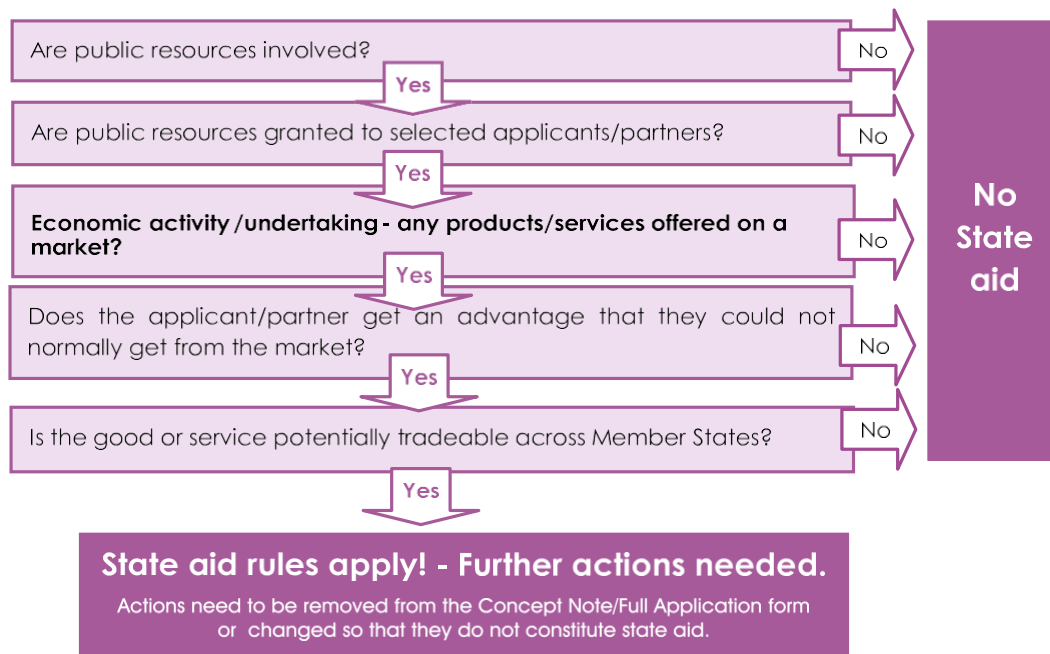 Are public resources involved?
No
Yes
Are public resources granted to selected applicants/partners?
No
Yes
Economic activity/undertaking - any products/services offered on a
market?
No
Yes
Does the applicant/partner get an advantage that they could not
normally get from the market?
No
Yes
Is the good or service potentially tradeable across Member States?
No
Yes
No
State
aid
State aid rules apply! - Further actions needed.
Actions need to be removed from the Concept Note/Full Application form
or changed so that they do not constitute state aid.